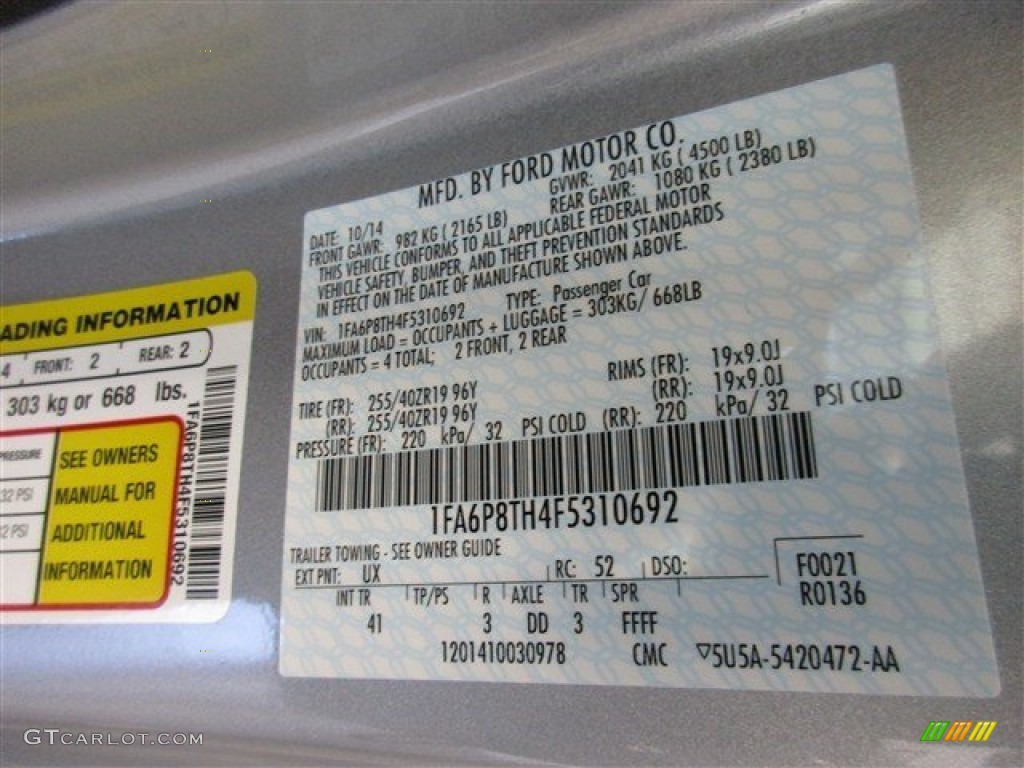 ADING INFORMATION
4 FRONT: 2 REAR: 2
303 kg or 668 lbs.
PRESSURE
32 PSI
2 PSI
SEE OWNERS
MANUAL FOR
ADDITIONAL
INFORMATION
1FA6P8TH4F5310692
MFD. BY FORD MOTOR CO.
DATE: 10/14 GVWR: 2041 KG ( 4500 LB)
FRONT GAWR: 982 KG ( 2165 LB) REAR GAWR: 1080 KG ( 2380 LB)
THIS VEHICLE CONFORMS TO ALL APPLICABLE FEDERAL MOTOR
VEHICLE SAFETY, BUMPER, AND THEFT PREVENTION STANDARDS
IN EFFECT ON THE DATE OF MANUFACTURE SHOWN ABOVE.
VIN: 1FA6P8TH4F5310692 TYPE: Passenger Car
MAXIMUM LOAD = OCCUPANTS + LUGGAGE = 303KG/ 668LB
OCCUPANTS = 4 TOTAL; 2 FRONT, 2 REAR
TIRE (FR): 255/40ZR19 96Y RIMS (FR): 19x9.0J
(RR): 255/40ZR19 96Y (RR): 19x9.0J
PRESSURE (FR): 220 kPa/ 32 PSI COLD (RR): 220 kPa/ 32 PSI COLD
1FA6P8TH4F5310692
TRAILER TOWING - SEE OWNER GUIDE
EXT PNT: UX RC: 52 DSO: F0021
R0136
INT TR TP/PS R AXLE TR SPR
41 3 DD 3 FFFF
1201410030978 CMC ▽5U5A-5420472-AA
GTCARLOT.COM